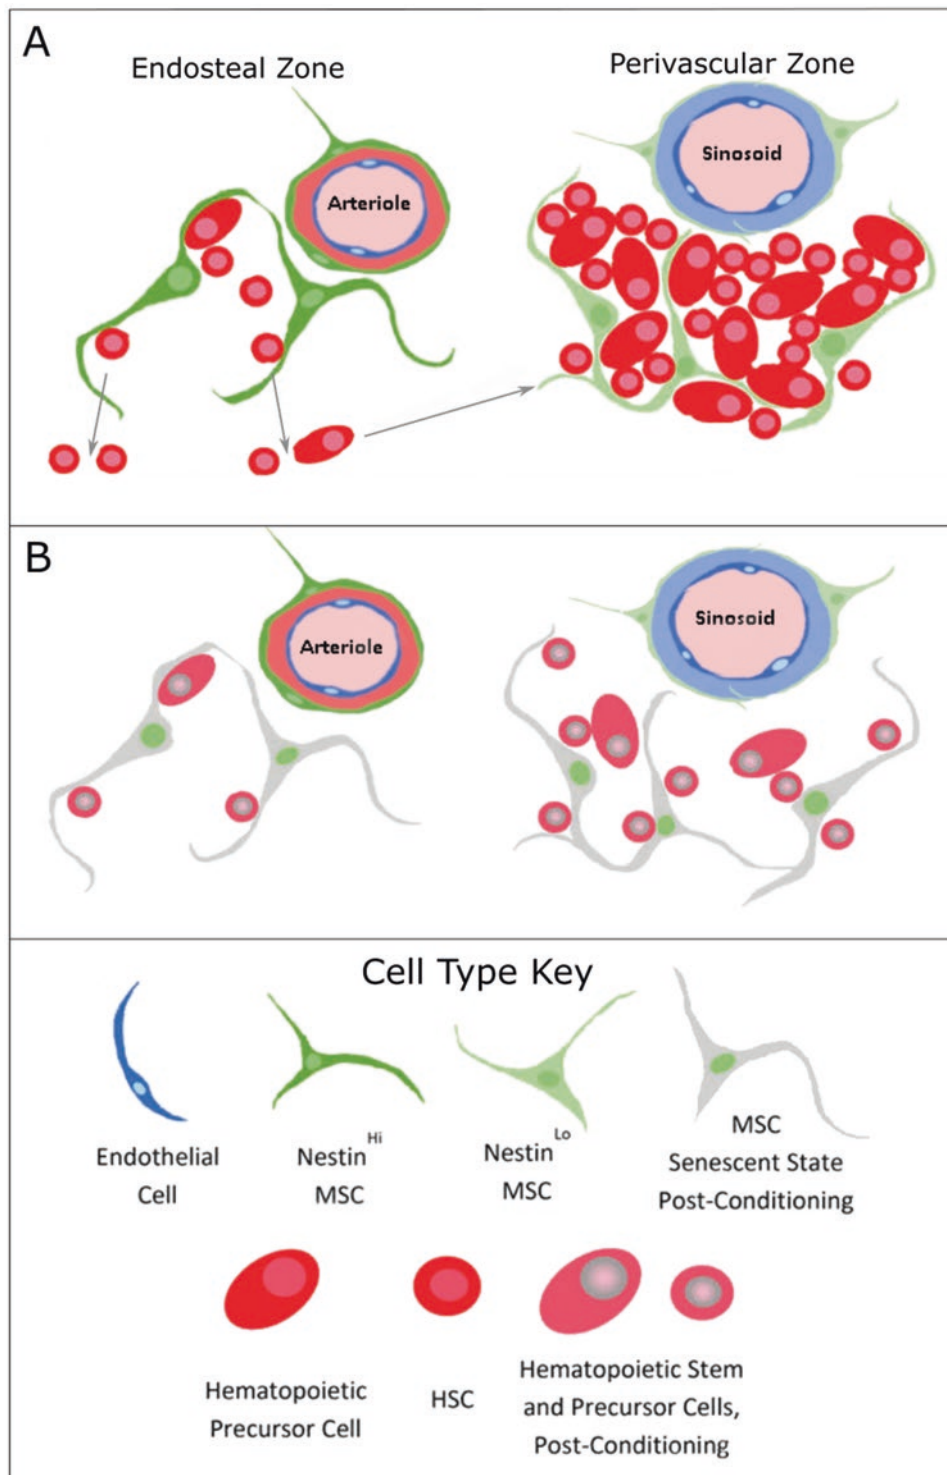 A
Endosteal Zone
Perivascular Zone
Arteriole
Sinosoid
B
Arteriole
Sinosoid
Cell Type Key
Endothelial
Cell
Nestin Hi
MSC
Nestin Lo
MSC
MSC
Senescent State
Post-Conditioning
Hematopoietic
Precursor Cell
HSC
Hematopoietic Stem
and Precursor Cells,
Post-Conditioning